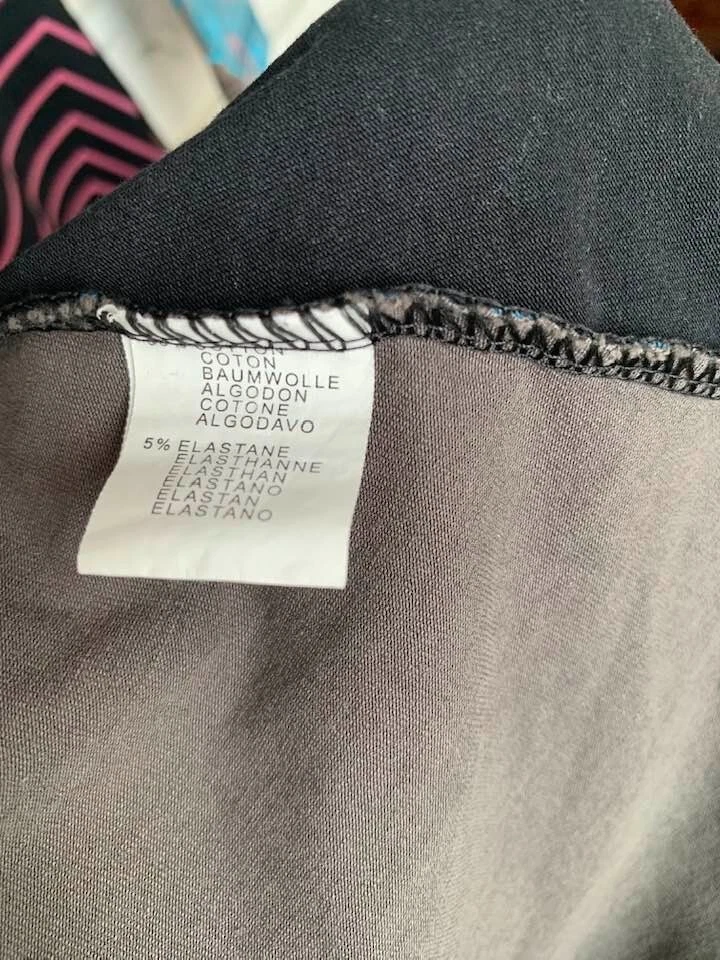 COTON
BAUMWOLLE
ALGODON
COTONE
ALGODAVO
5% ELASTANE
ELASTHANNE
ELASTHAN
ELASTANO
ELASTAN
ELASTANO